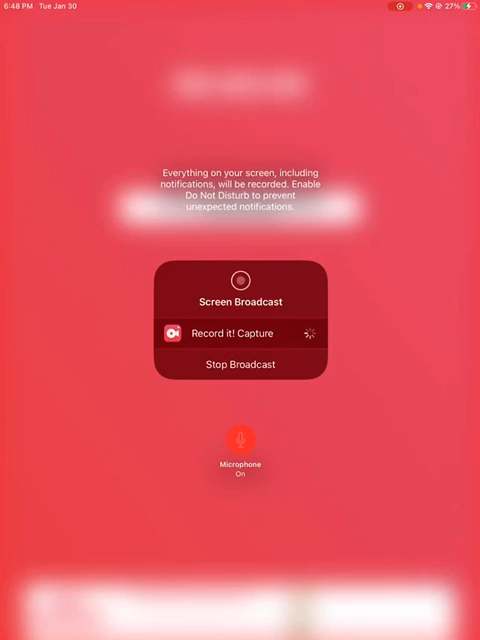 6:48 PM Tue Jan 30
27%
Everything on your screen, including
notifications, will be recorded. Enable
Do Not Disturb to prevent
unexpected notifications.
Screen Broadcast
Record it! Capture
Stop Broadcast
Microphone
On